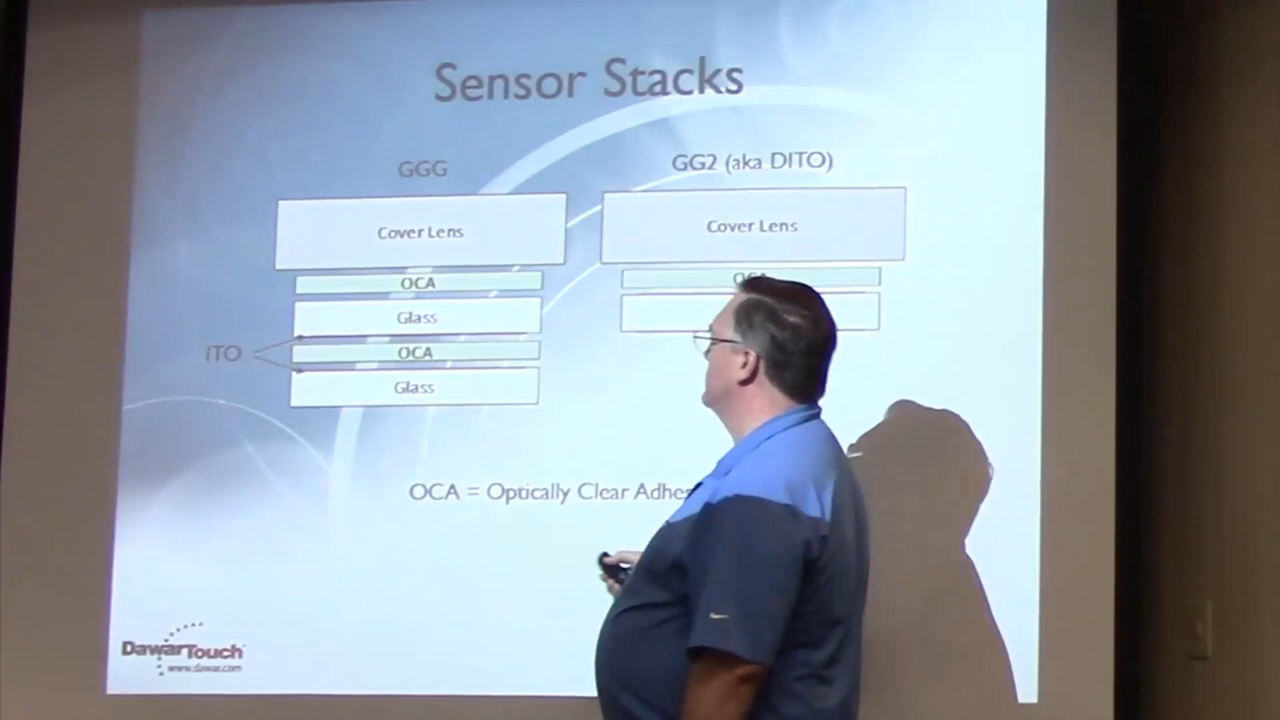 Sensor Stacks
GGG
GG2 (aka DITO)
Cover Lens
Cover Lens
OCA
Glass
ITO
OCA
Glass
OCA = Optically Clear
DawarTouch
www.dawar.com